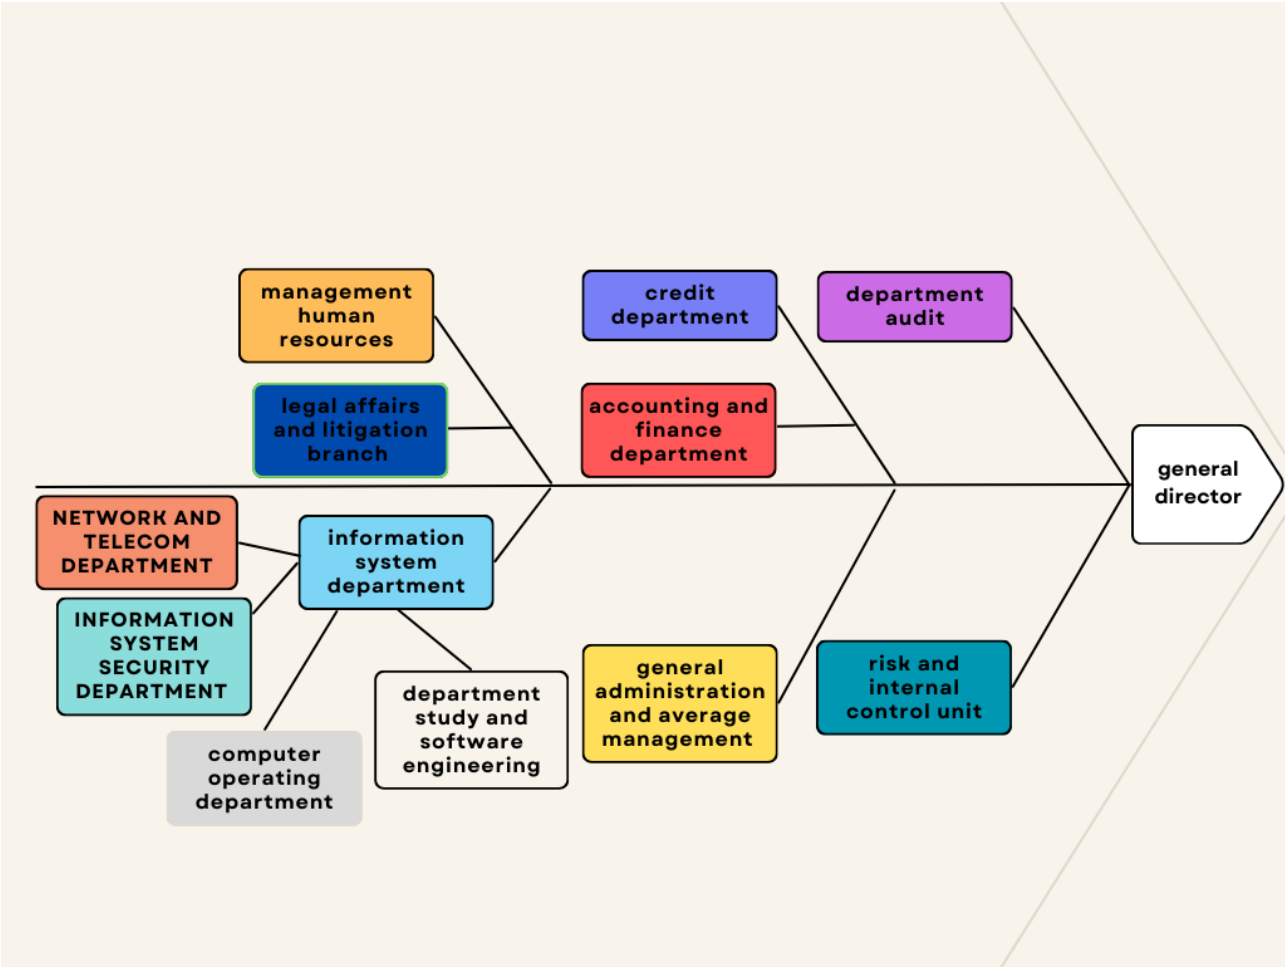 management
human
resources
credit
department
department
audit
legal affairs
and litigation
branch
accounting and
finance
department
general
director
NETWORK AND
TELECOM
DEPARTMENT
information
system
department
INFORMATION
SYSTEM
SECURITY
DEPARTMENT
general
administration
and average
management
risk and
internal
control unit
department
study and
software
engineering
computer
operating
department